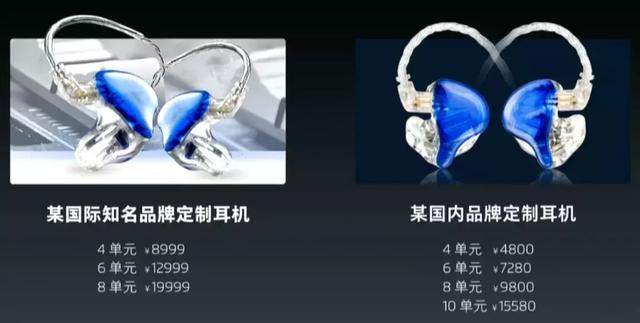 某国际知名品牌定制耳机
4 单元 ¥8999
6 单元 ¥12999
8 单元 ¥19999
某国内品牌定制耳机
4 单元 ¥4800
6 单元 ¥7280
8 单元 ¥9800
10 单元 ¥15580